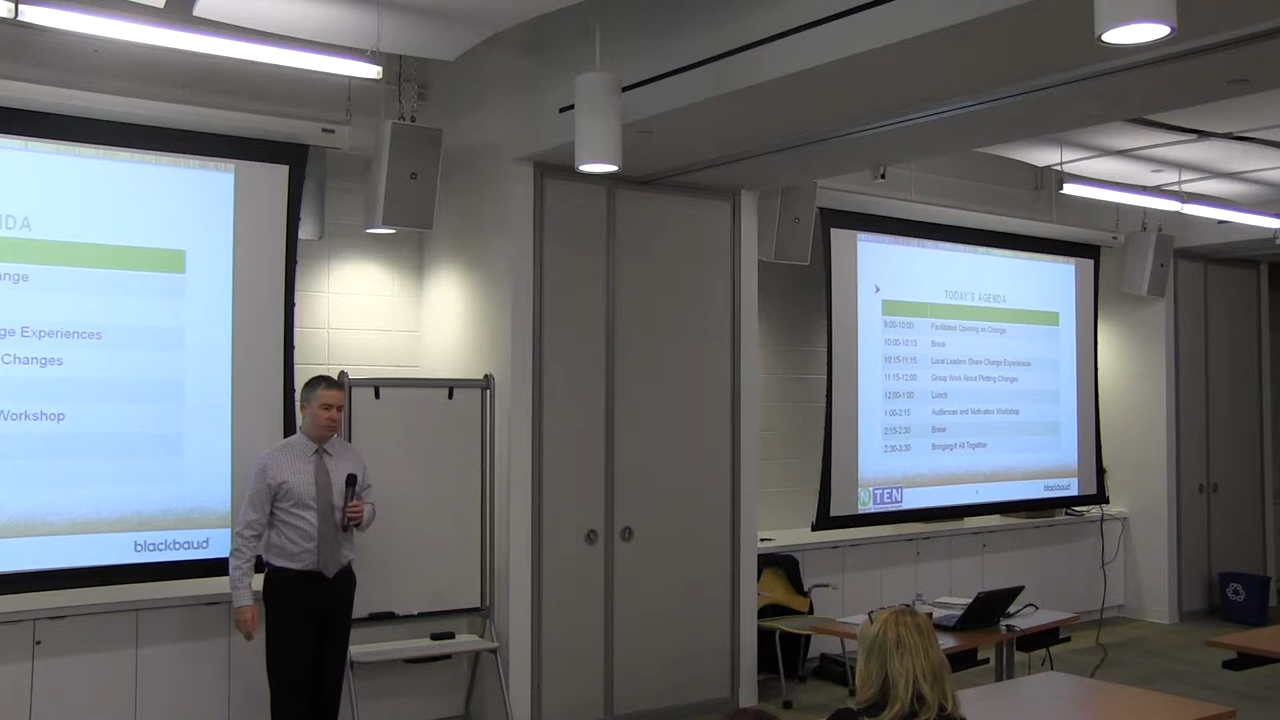 NDA
nge
ge Experiences
Changes
Workshop
blackbaud
TODAY'S AGENDA
9:00-10:00 Facilitated Opening on Change
10:00-10:15 Break
10:15-11:15 Local Leaders Share Change Experiences
11:15-12:00 Group Work About Plotting Changes
12:00-1:00 Lunch
1:00-2:15 Audiences and Motivators Workshop
2:15-2:30 Break
2:30-3:30 Bringing It All Together
NTEN
blackbaud